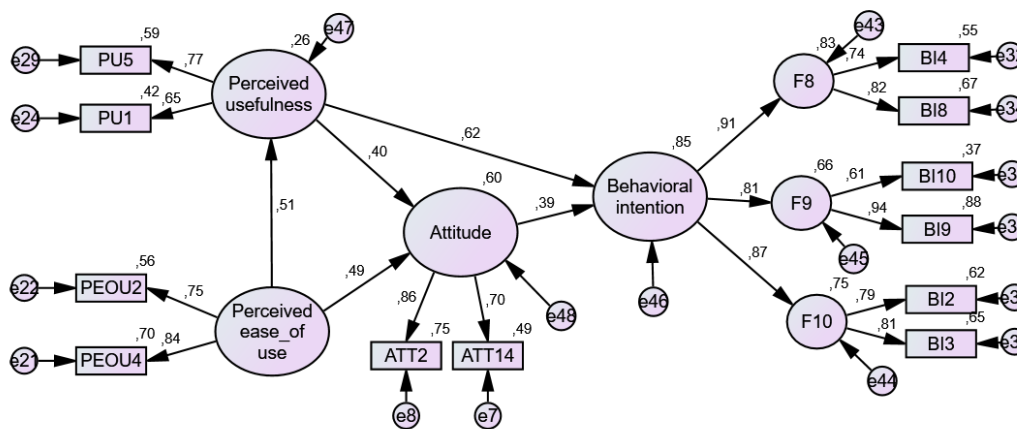 e47
e43
,59
,26
,83
,55
e29
PU5
,77
,74
BI4
Perceived
usefulness
F8
,42
,65
,82
,67
e24
PU1
BI8
,91
,62
,85
,40
,60
,66
,61
,37
BI10
Behavioral
intention
,81
F9
,51
,39
,94
,88
Attitude
BI9
,56
,49
e45
e22
PEOU2
,75
,87
e46
,86
,70
e48
,75
,79
,62
BI2
Perceived
ease_of
use
,70
,84
,75
,49
F10
,81
,65
e21
PEOU4
ATT2
ATT14
BI3
e44
e8
e7